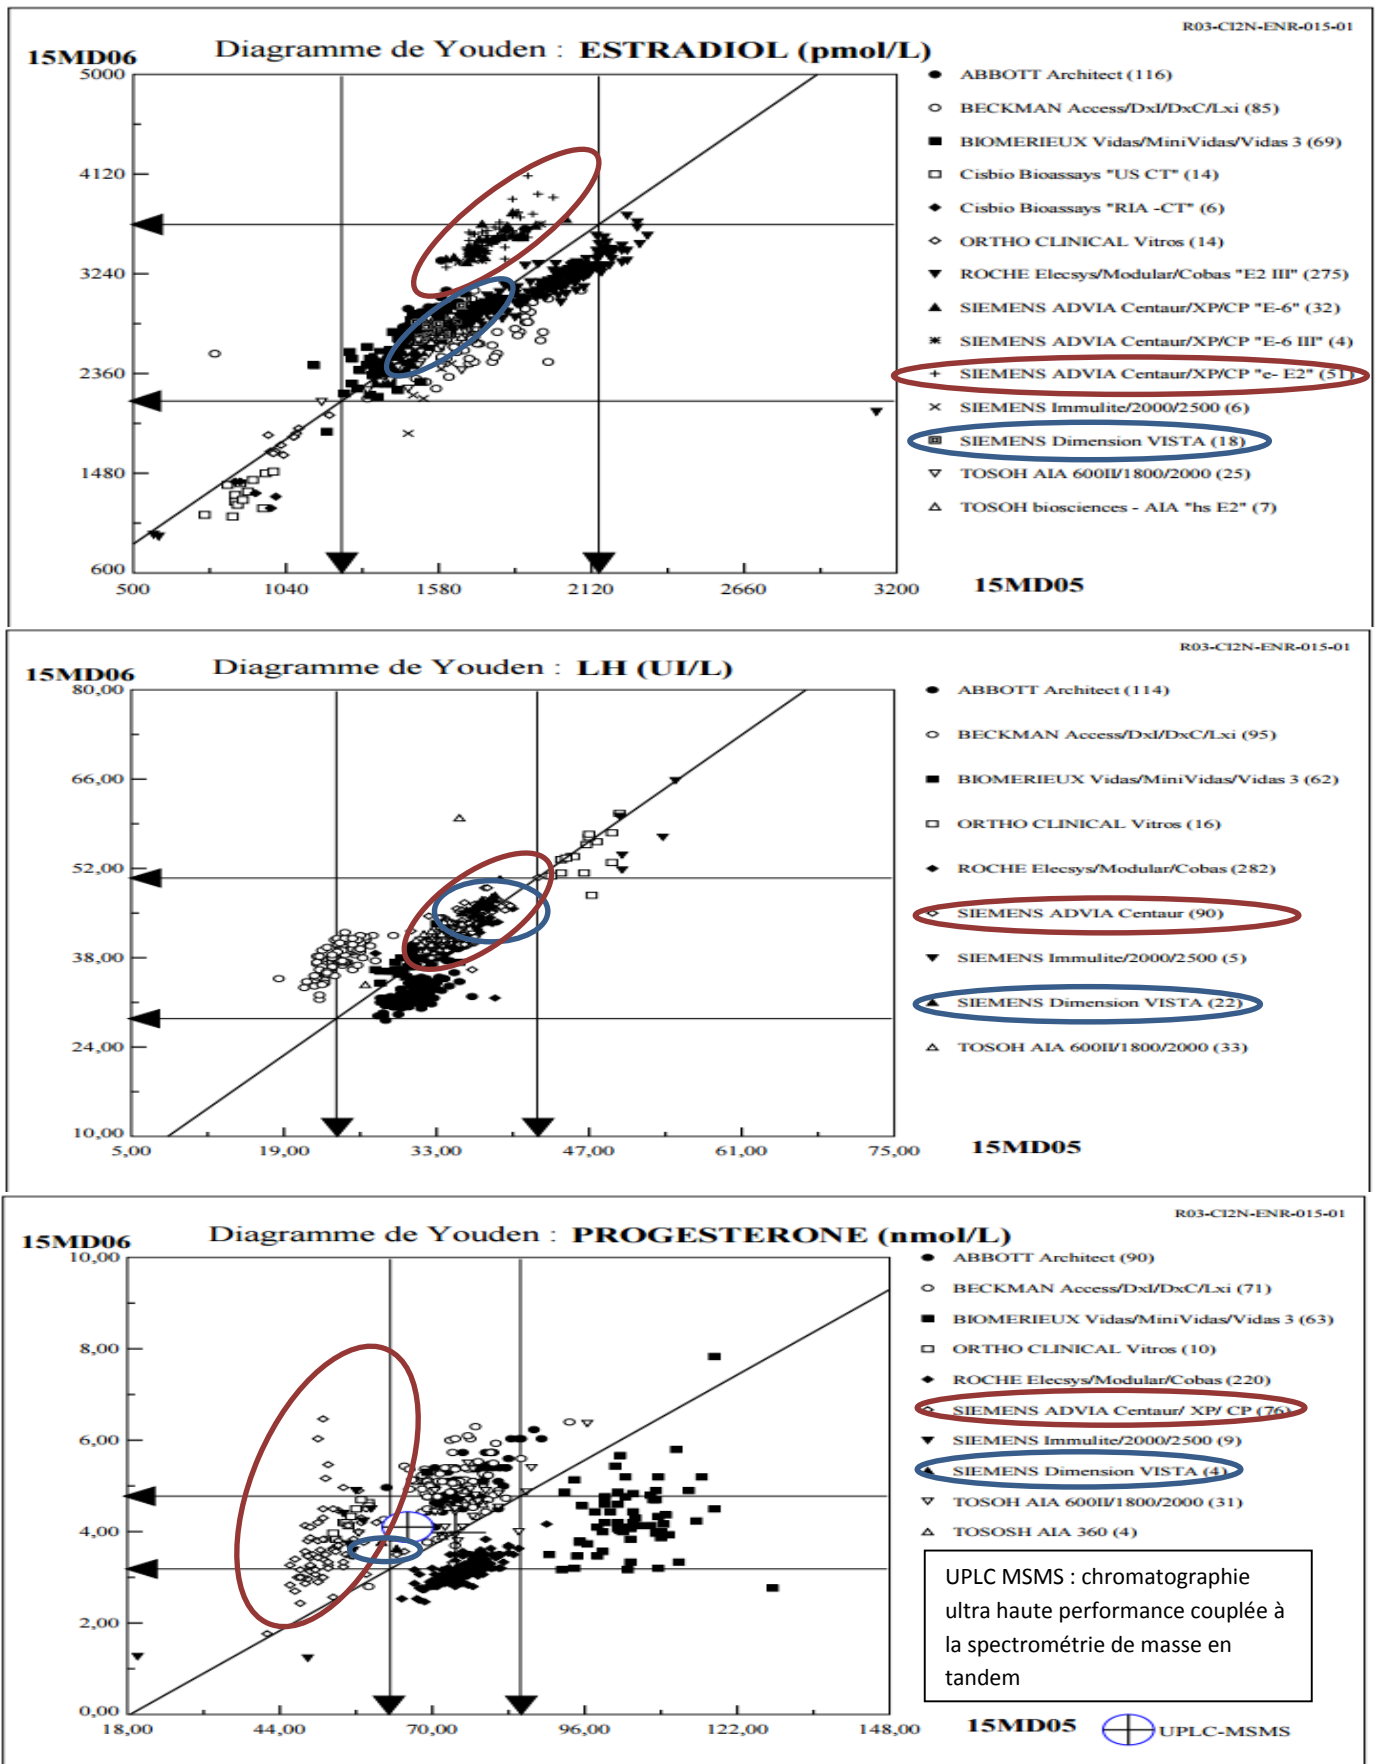 R03-CI2N-ENR-015-01
15MD06 Diagramme de Youden : ESTRADIOL (pmol/L)
5000
4120
3240
2360
1480
600
500 1040 1580 2120 2660 3200
15MD05
ABBOTT Architect (116)
BECKMAN Access/DxI/DxC/Lxi (85)
BIOMERIEUX Vidas/MiniVidas/Vidas 3 (69)
Cisbio Bioassays "US CT" (14)
Cisbio Bioassays "RIA -CT" (6)
ORTHO CLINICAL Vitros (14)
ROCHE Elecsys/Modular/Cobas "E2 III" (275)
SIEMENS ADVIA Centaur/XP/CP "E-6" (32)
SIEMENS ADVIA Centaur/XP/CP "E-6 III" (4)
SIEMENS ADVIA Centaur/XP/CP "e- E2" (51)
SIEMENS Immulite/2000/2500 (6)
SIEMENS Dimension VISTA (18)
TOSOH AIA 600II/1800/2000 (25)
TOSOH biosciences - AIA "hs E2" (7)
R03-CI2N-ENR-015-01
15MD06 Diagramme de Youden : LH (UI/L)
80,00
66,00
52,00
38,00
24,00
10,00
5,00 19,00 33,00 47,00 61,00 75,00
15MD05
ABBOTT Architect (114)
BECKMAN Access/DxI/DxC/Lxi (95)
BIOMERIEUX Vidas/MiniVidas/Vidas 3 (62)
ORTHO CLINICAL Vitros (16)
ROCHE Elecsys/Modular/Cobas (282)
SIEMENS ADVIA Centaur (90)
SIEMENS Immulite/2000/2500 (5)
SIEMENS Dimension VISTA (22)
TOSOH AIA 600II/1800/2000 (33)
R03-CI2N-ENR-015-01
15MD06 Diagramme de Youden : PROGESTERONE (nmol/L)
10,00
8,00
6,00
4,00
2,00
0,00
18,00 44,00 70,00 96,00 122,00 148,00
15MD05
UPLC-MSMS
ABBOTT Architect (90)
BECKMAN Access/DxI/DxC/Lxi (71)
BIOMERIEUX Vidas/MiniVidas/Vidas 3 (63)
ORTHO CLINICAL Vitros (10)
ROCHE Elecsys/Modular/Cobas (220)
SIEMENS ADVIA Centaur/ XP/ CP (76)
SIEMENS Immulite/2000/2500 (9)
SIEMENS Dimension VISTA (4)
TOSOH AIA 600II/1800/2000 (31)
TOSOSH AIA 360 (4)
UPLC MSMS : chromatographie
ultra haute performance couplée à
la spectrométrie de masse en
tandem